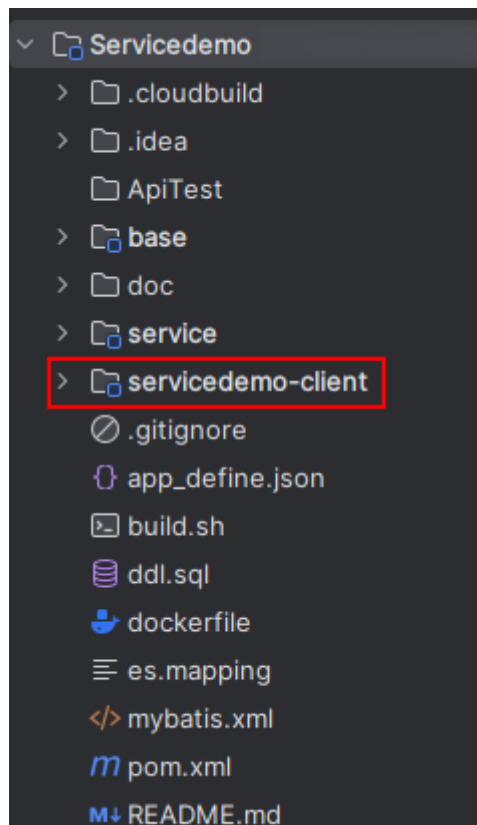 Servicedemo
.cloudbuild
.idea
ApiTest
base
doc
service
servicedemo-client
.gitignore
app_define.json
build.sh
ddl.sql
dockerfile
es.mapping
mybatis.xml
m pom.xml
M↓ README.md